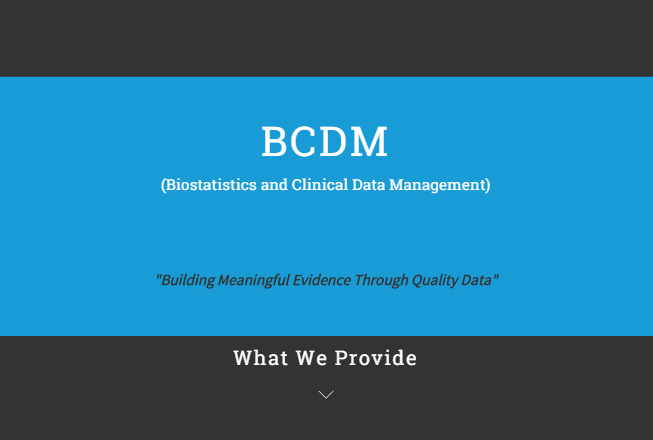 BCDM
(Biostatistics and Clinical Data Management)
"Building Meaningful Evidence Through Quality Data"
What We Provide